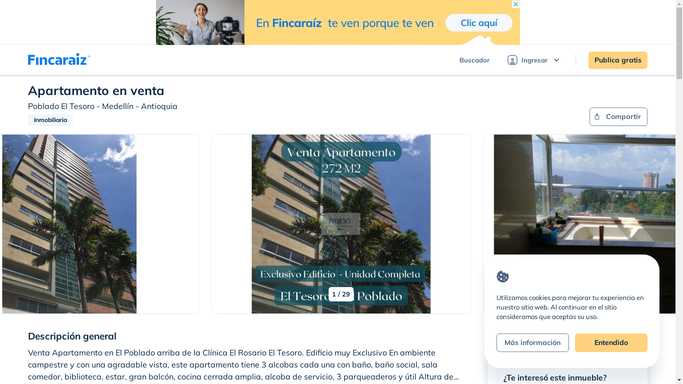 En Fincaraíz te ven porque te ven
Clic aquí
Fincaraíz
Buscador
Ingresar
Publica gratis
Apartamento en venta
Poblado El Tesoro - Medellín - Antioquia
Inmobiliaria
Compartir
Venta Apartamento
272 M2
Exclusivo Edificio - Unidad Completa
El Tesoro
Poblado
1 / 29
Utilizamos cookies para mejorar tu experiencia en
nuestro sitio web. Al continuar en el sitio
consideramos que aceptas su uso.
Más información
Entendido
Descripción general
Venta Apartamento en El Poblado arriba de la Clínica El Rosario El Tesoro. Edificio muy Exclusivo En ambiente
campestre y con una agradable vista, este apartamento tiene 3 alcobas cada una con baño, baño social, sala
comedor, biblioteca, estar, gran balcón, cocina cerrada amplia, alcoba de servicio, 3 parqueaderos y útil Altura de...
¿Te interesó este inmueble?